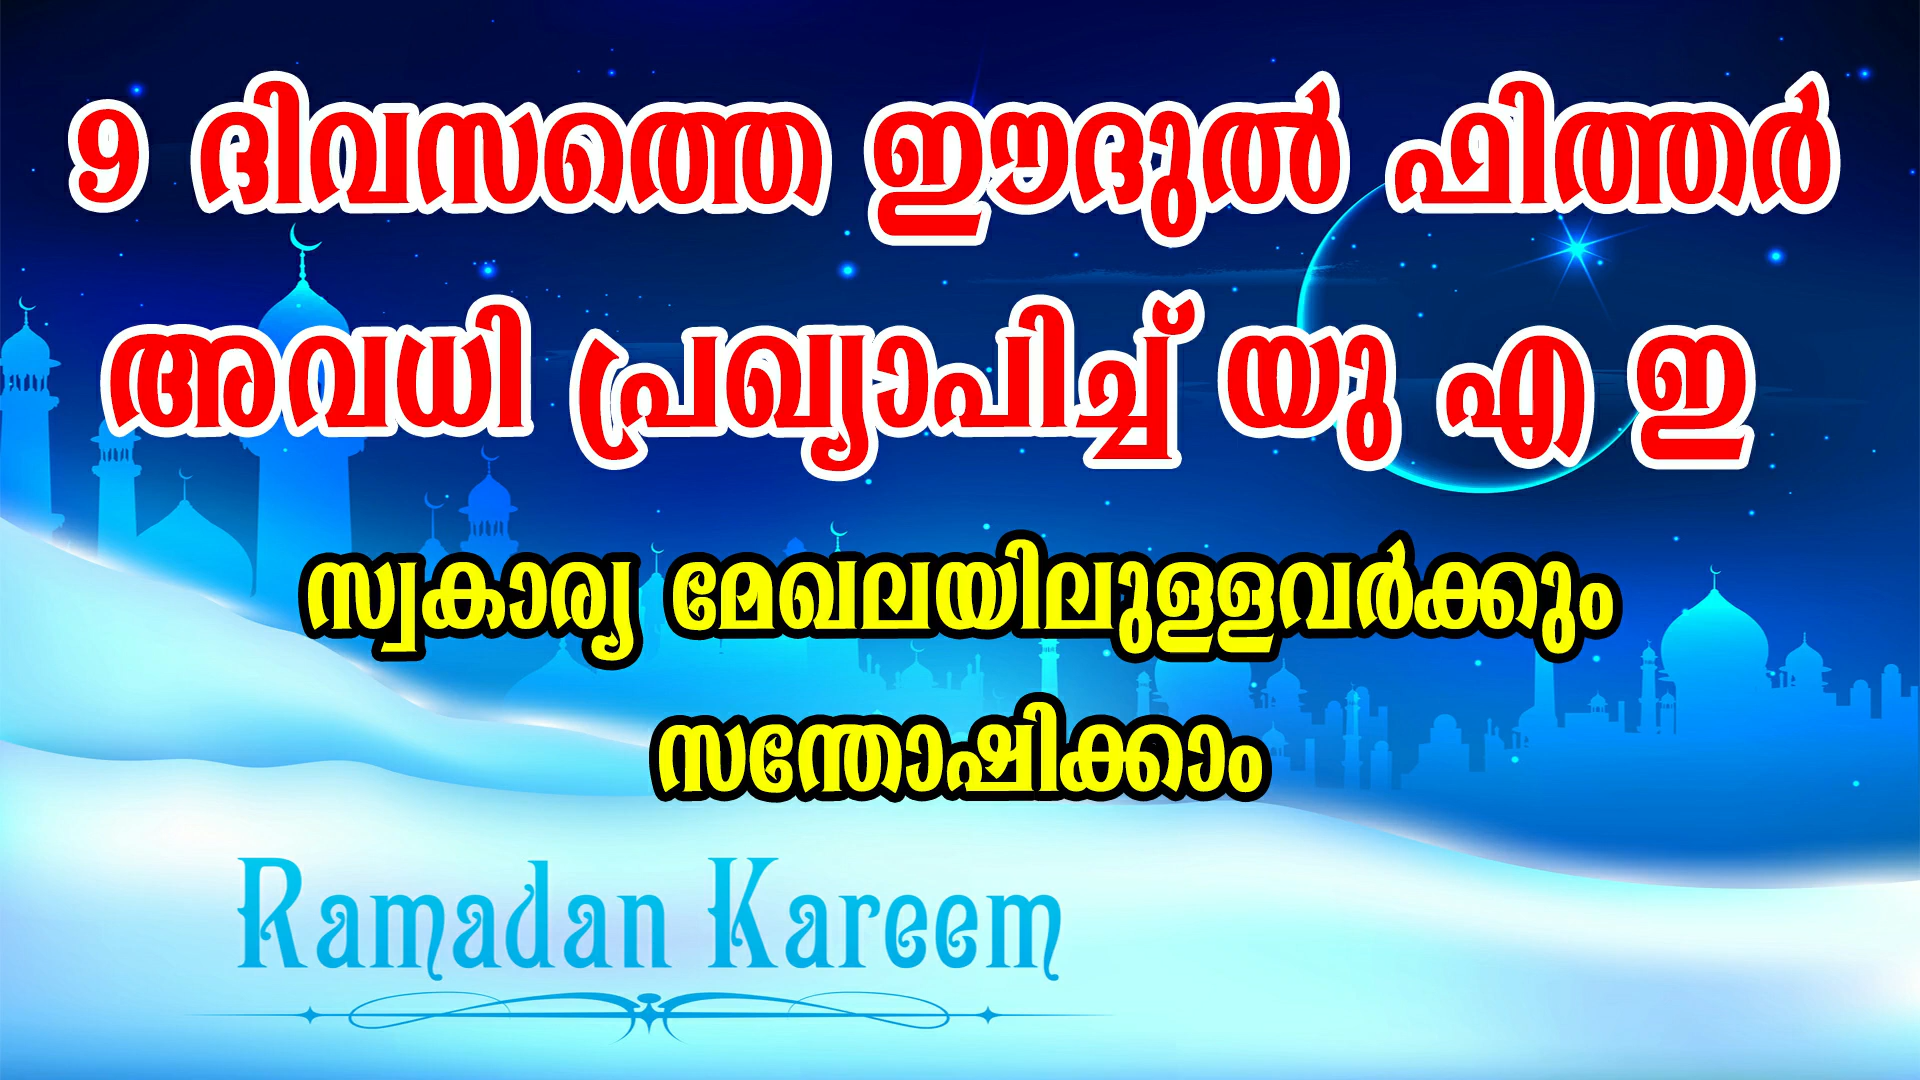 9 ദിവസത്തെ ഈദുൽ ഫിത്തർ
അവധി പ്രഖ്യാപിച്ച് യു എ ഇ
സ്വകാര്യ മേഖലയിലുള്ളവർക്കും
സന്തോഷിക്കാം
Ramadan Kareem